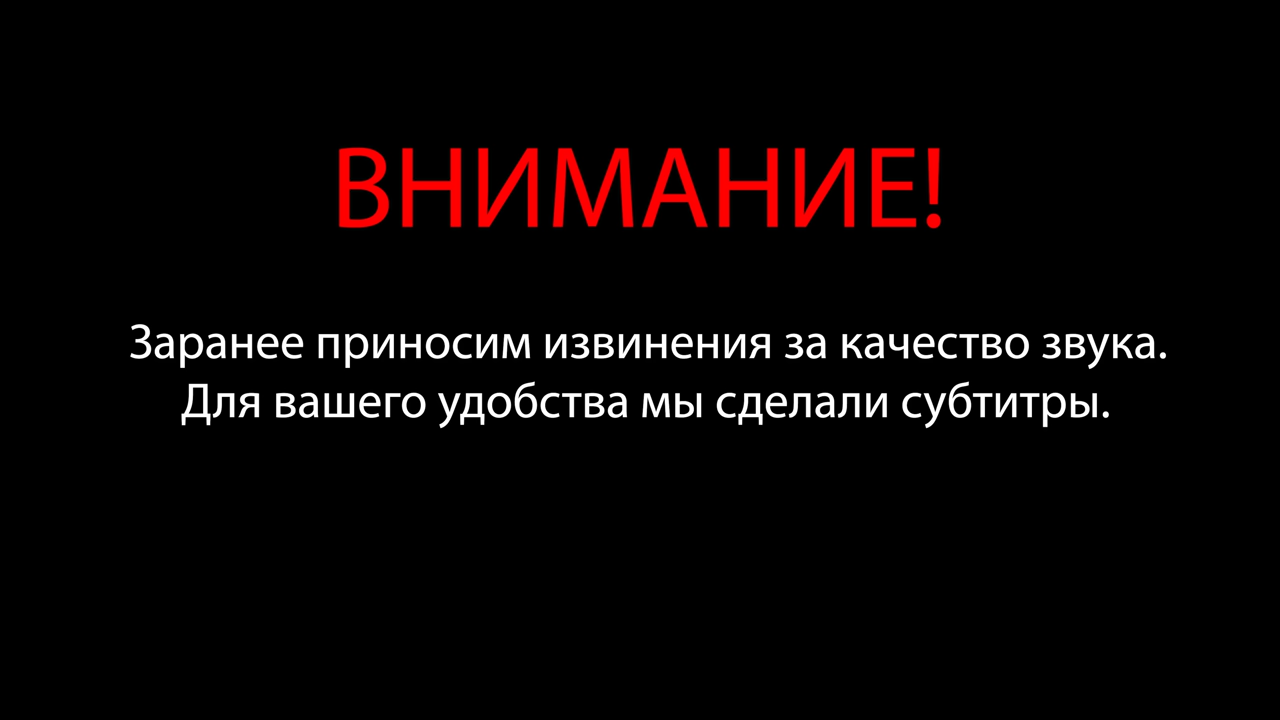 ВНИМАНИЕ!
Заранее приносим извинения за качество звука.
Для вашего удобства мы сделали субтитры.